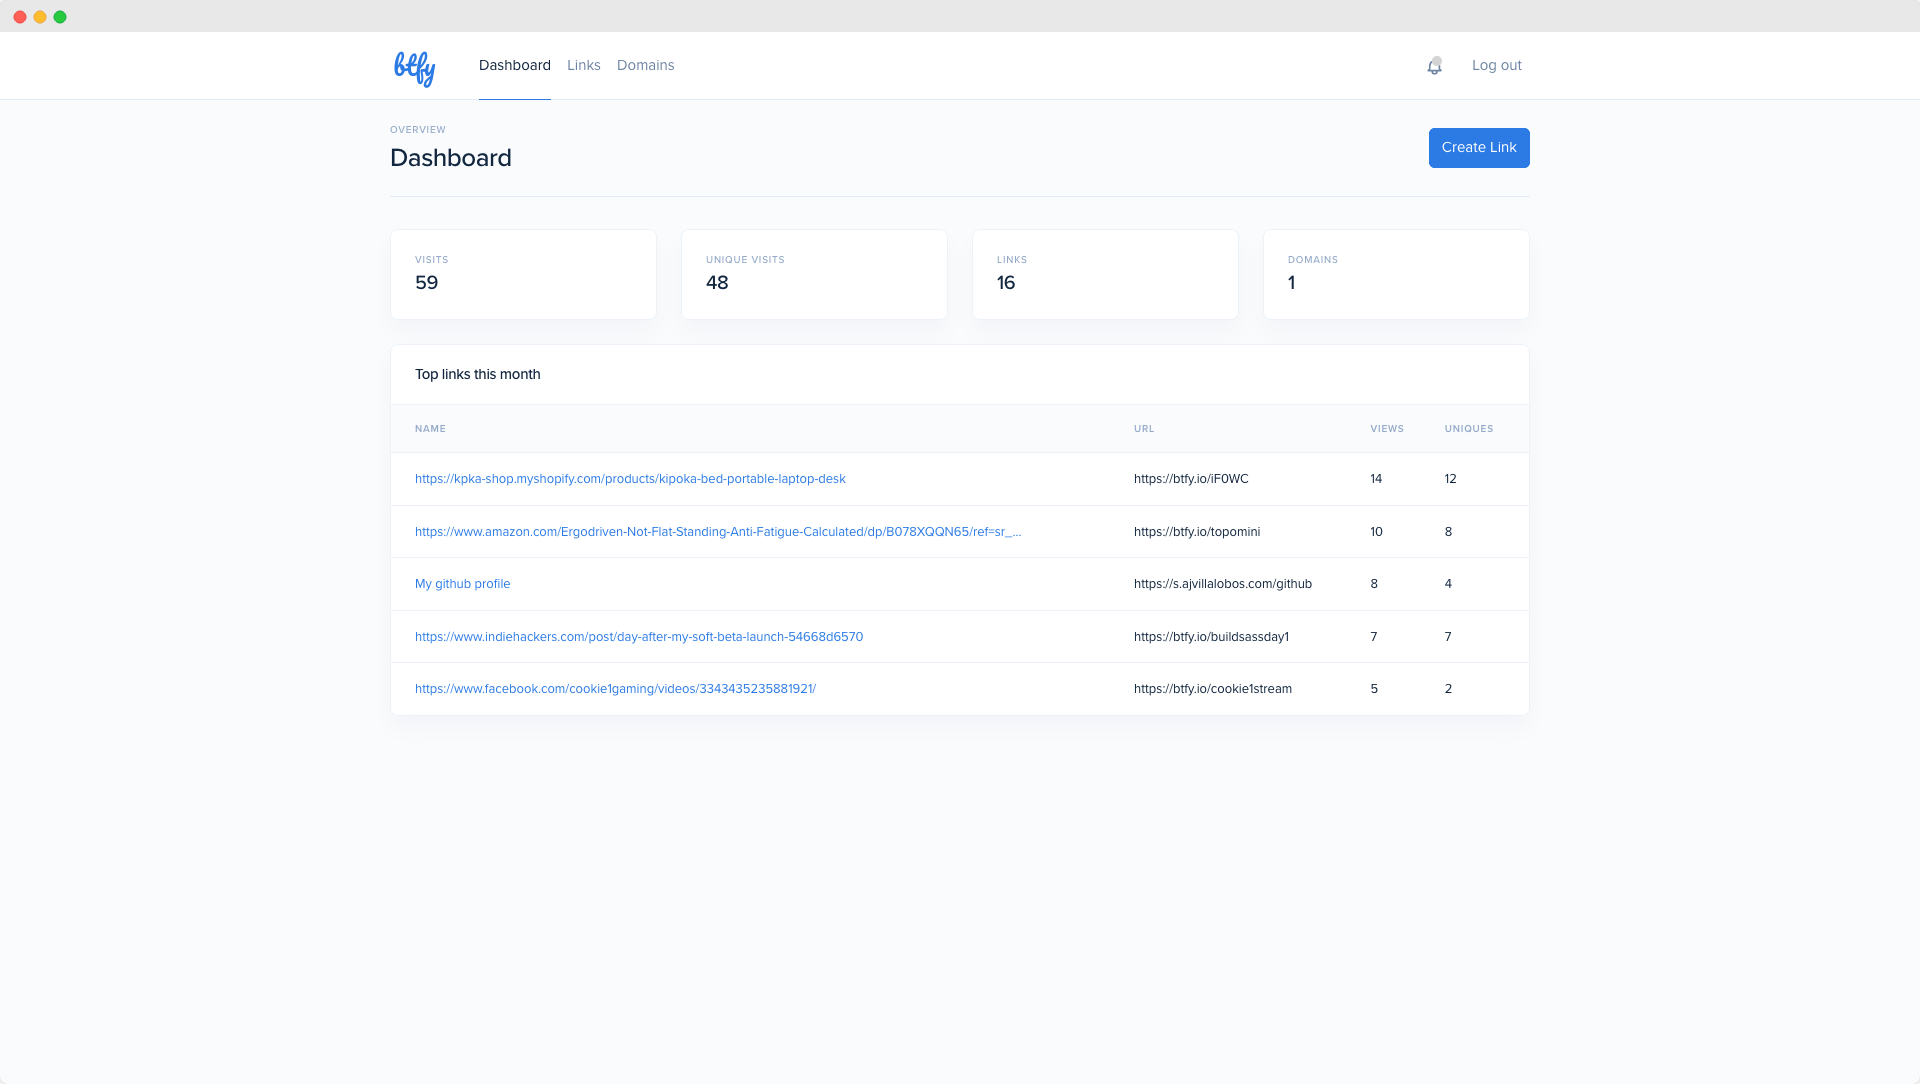 btfy
Dashboard Links Domains Log out
OVERVIEW
Dashboard
Create Link
VISITS UNIQUE VISITS LINKS DOMAINS
59 48 16 1
Top links this month
NAME URL VIEWS UNIQUES
https://kpka-shop.myshopify.com/products/kipoka-bed-portable-laptop-desk https://btfy.io/iF0WC 14 12
https://www.amazon.com/Ergodriven-Not-Flat-Standing-Anti-Fatigue-Calculated/dp/B078XQQN65/ref=sr_... https://btfy.io/topomini 10 8
My github profile https://s.ajvillalobos.com/github 8 4
https://www.indiehackers.com/post/day-after-my-soft-beta-launch-54668d6570 https://btfy.io/buildsassday1 7 7
https://www.facebook.com/cookie1gaming/videos/3343435235881921/ https://btfy.io/cookie1stream 5 2